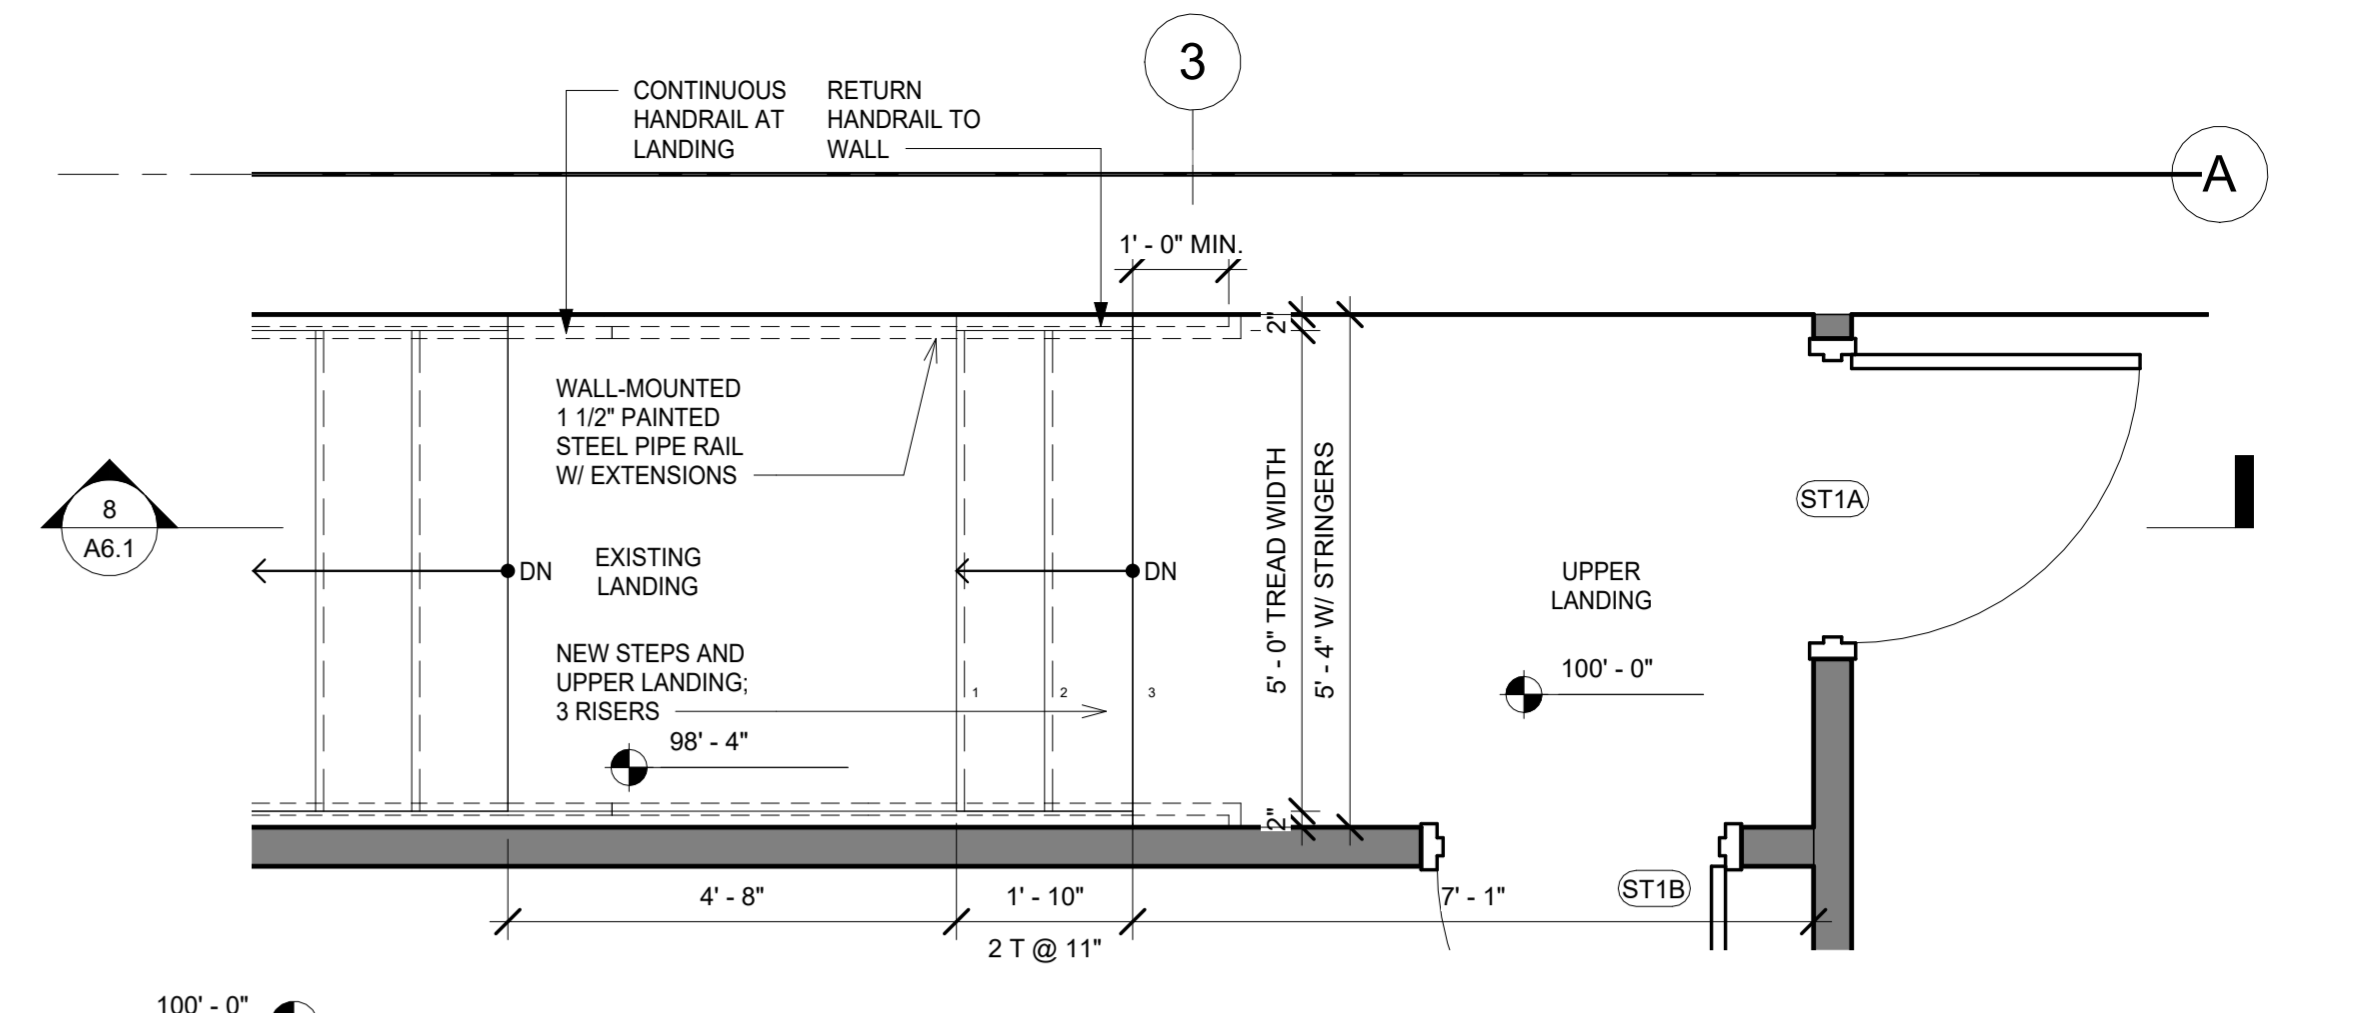 3
CONTINUOUS
HANDRAIL AT
LANDING
RETURN
HANDRAIL TO
WALL
A
1' - 0" MIN.
2"
WALL-MOUNTED
1 1/2" PAINTED
STEEL PIPE RAIL
W/ EXTENSIONS
5' - 0" TREAD WIDTH
5' - 4" W/ STRINGERS
8
A6.1
ST1A
DN
EXISTING
LANDING
DN
UPPER
LANDING
NEW STEPS AND
UPPER LANDING;
3 RISERS
1
2
3
100' - 0"
98' - 4"
2"
4' - 8"
1' - 10"
7' - 1"
ST1B
2 T @ 11"
100' - 0"